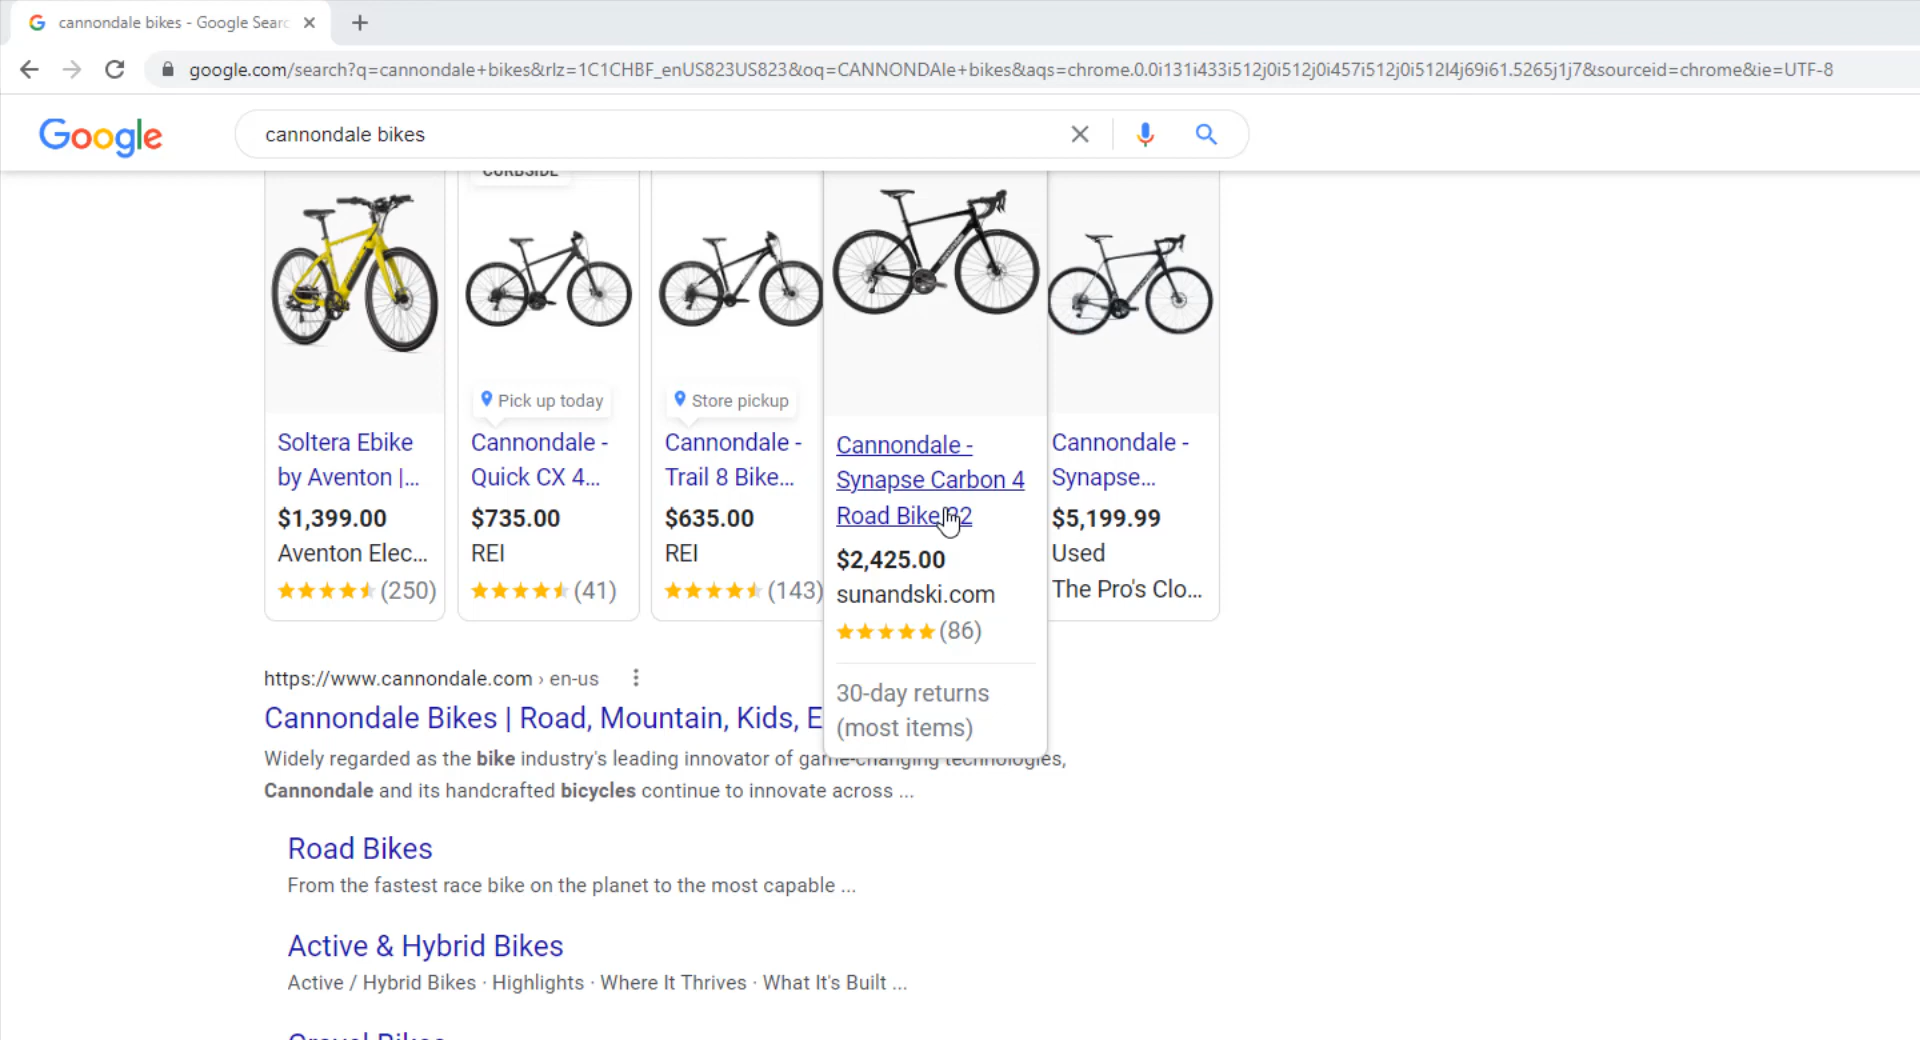 cannondale bikes - Google Searc
google.com/search?q=cannondale+bikes&rlz=1C1CHBF_enUS823US823&oq=CANNONDAle+bikes&aqs=chrome.0.0i131i433i512j0i512j0i457i512j0i512l4j69i61.5265j1j7&sourceid=chrome&ie=UTF-8
Google
cannondale bikes
CURBSIDE
Soltera Ebike
by Aventon |...
$1,399.00
Aventon Elec...
(250)
Pick up today
Cannondale -
Quick CX 4...
$735.00
REI
(41)
Store pickup
Cannondale -
Trail 8 Bike...
$635.00
REI
(143)
Cannondale -
Synapse Carbon 4
Road Bike
$2,425.00
sunandski.com
(86)
30-day returns
(most items)
Cannondale -
Synapse...
$5,199.99
Used
The Pro's Clo...
https://www.cannondale.com › en-us
Cannondale Bikes | Road, Mountain, Kids, E
Widely regarded as the bike industry's leading innovator of game-changing technologies,
Cannondale and its handcrafted bicycles continue to innovate across ...
Road Bikes
From the fastest race bike on the planet to the most capable ...
Active & Hybrid Bikes
Active / Hybrid Bikes · Highlights · Where It Thrives · What It's Built ...
Gravel Bikes